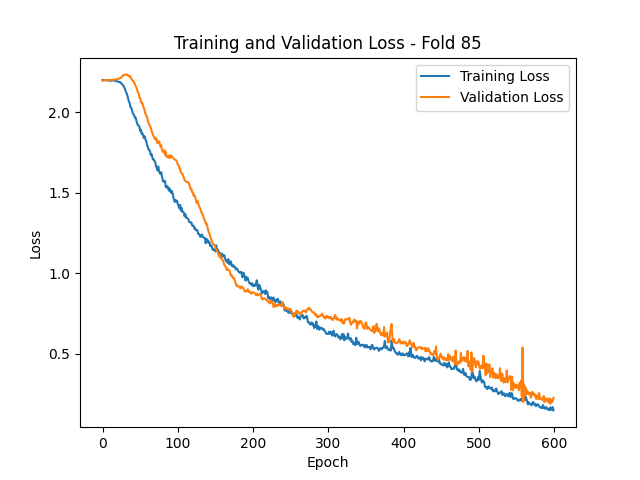 Training and Validation Loss - Fold 85
Training Loss
Validation Loss
Loss
2.0
1.5
1.0
0.5
0
100
200
300
400
500
600
Epoch